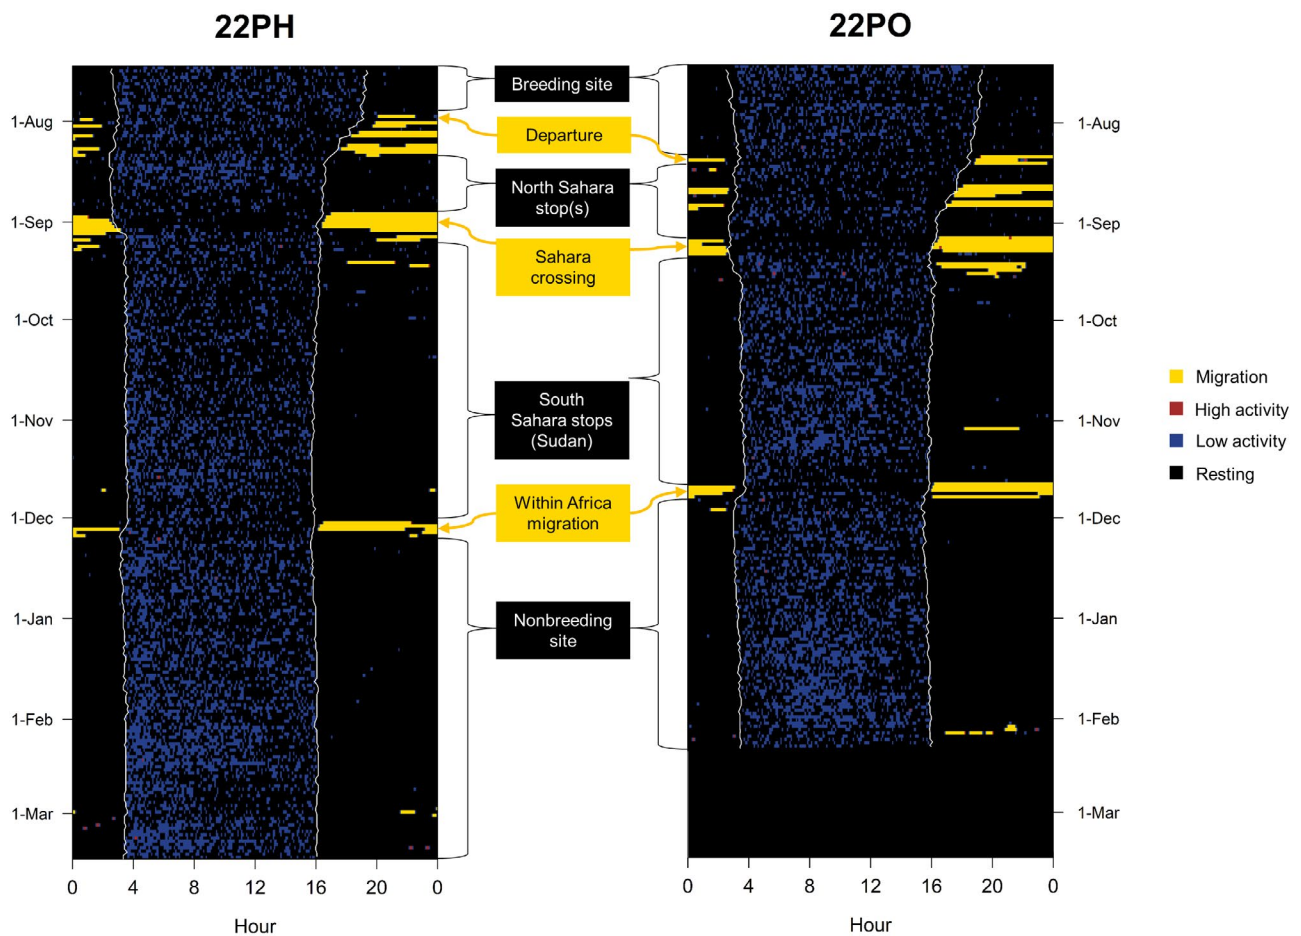 22PH
22PO
1-Aug
1-Sep
1-Oct
1-Nov
1-Dec
1-Jan
1-Feb
1-Mar
0 4 8 12 16 20 0
Hour
Breeding site
Departure
North Sahara
stop(s)
Sahara
crossing
South
Sahara stops
(Sudan)
Within Africa
migration
Nonbreeding
site
1-Aug
1-Sep
1-Oct
1-Nov
1-Dec
1-Jan
1-Feb
1-Mar
0 4 8 12 16 20 0
Hour
Migration
High activity
Low activity
Resting